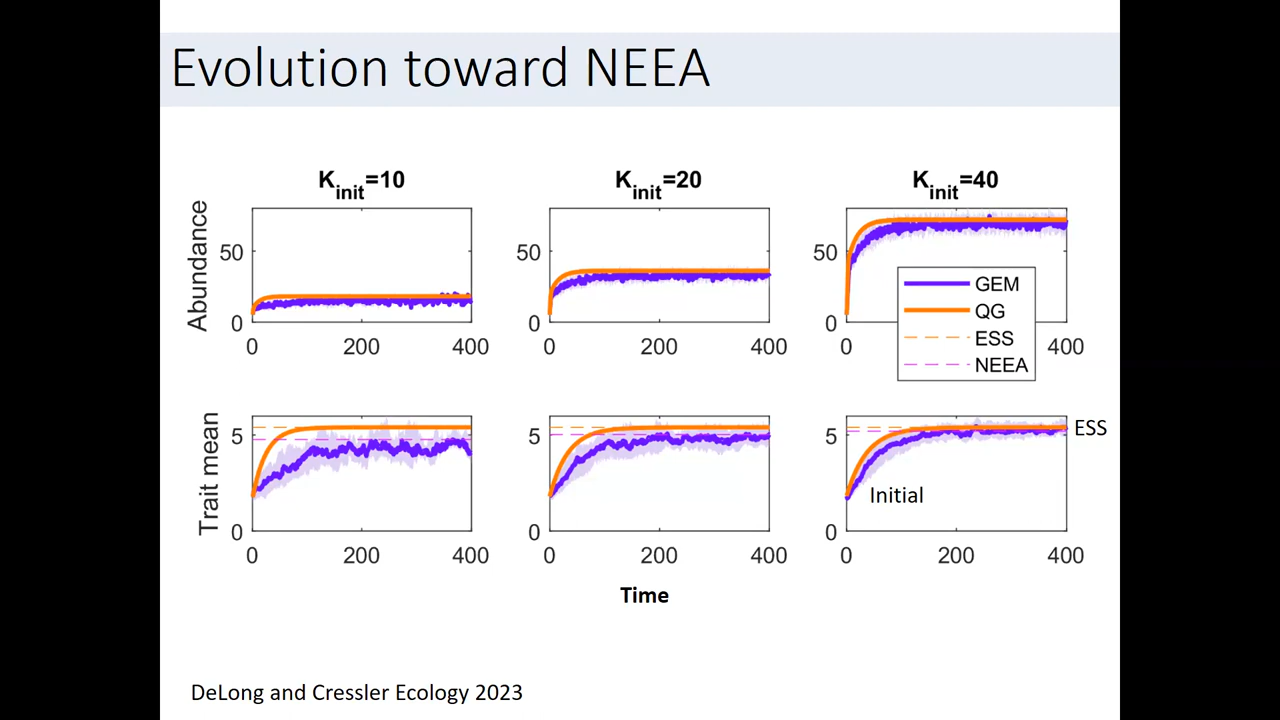 Evolution toward NEEA
K_init=10
K_init=20
K_init=40
Abundance
50
0
0
200
400
50
0
0
200
400
50
0
0
200
400
GEM
QG
ESS
NEEA
Trait mean
5
0
0
200
400
5
0
0
200
400
5
0
0
200
400
ESS
Initial
Time
DeLong and Cressler Ecology 2023